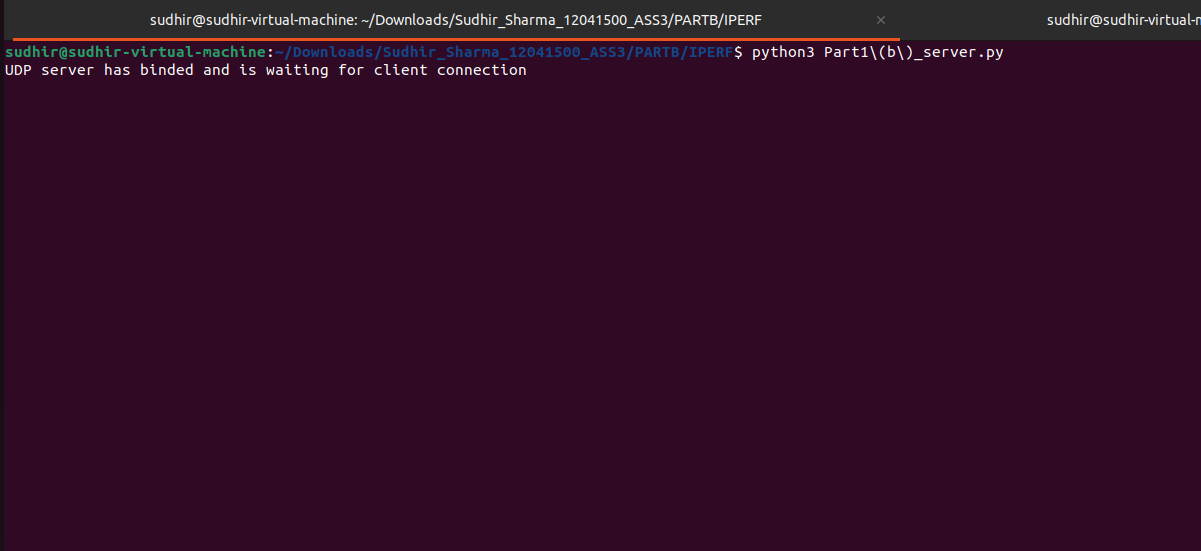 sudhir@sudhir-virtual-machine: ~/Downloads/Sudhir_Sharma_12041500_ASS3/PARTB/IPERF × sudhir@sudhir-virtual-
sudhir@sudhir-virtual-machine:~/Downloads/Sudhir_Sharma_12041500_ASS3/PARTB/IPERF$ python3 Part1\(b\)_server.py
UDP server has binded and is waiting for client connection